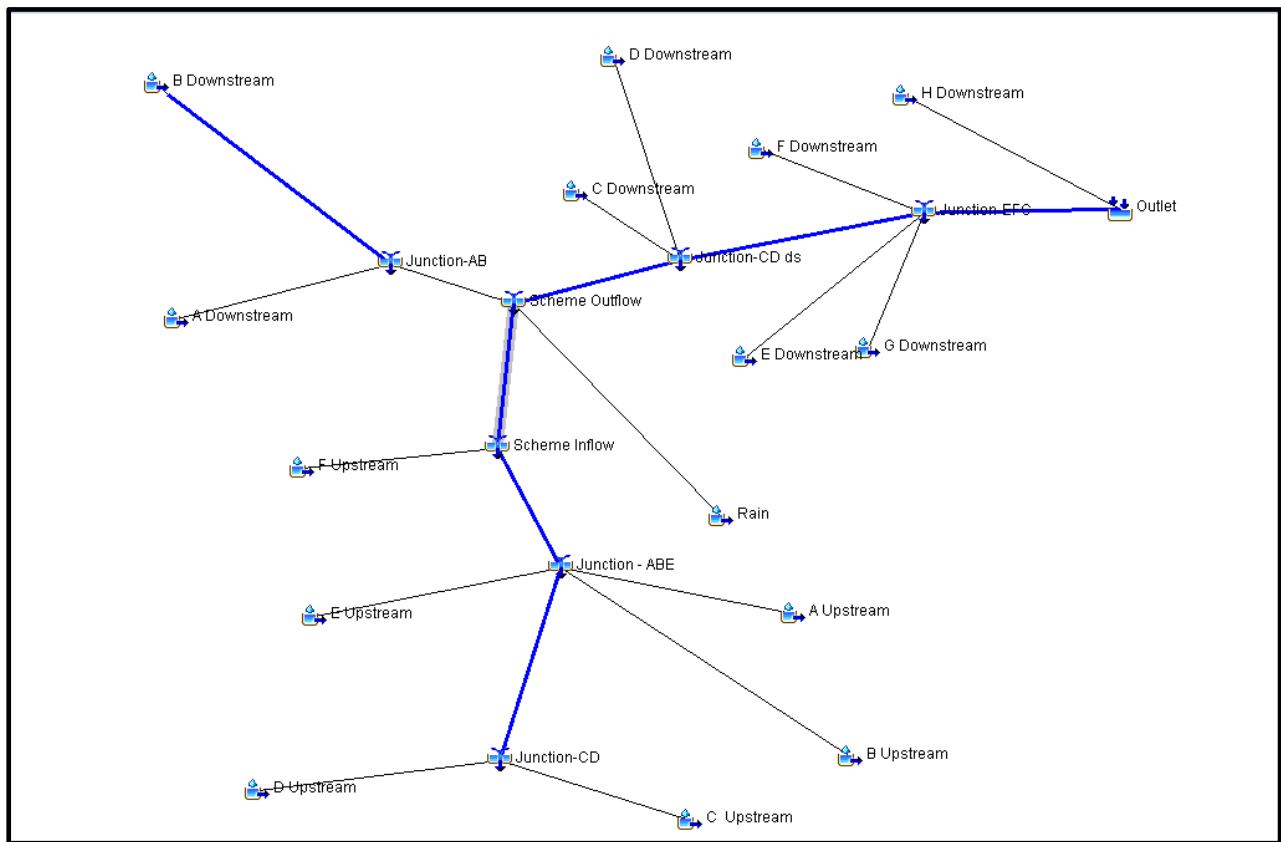 D Downstream
B Downstream
H Downstream
F Downstream
C Downstream
Junction-EFG
Outlet
Junction-AB
Junction-CD ds
Scheme Outflow
A Downstream
E Downstream
G Downstream
Scheme Inflow
F Upstream
Rain
Junction - ABE
E Upstream
A Upstream
Junction-CD
B Upstream
D Upstream
C Upstream